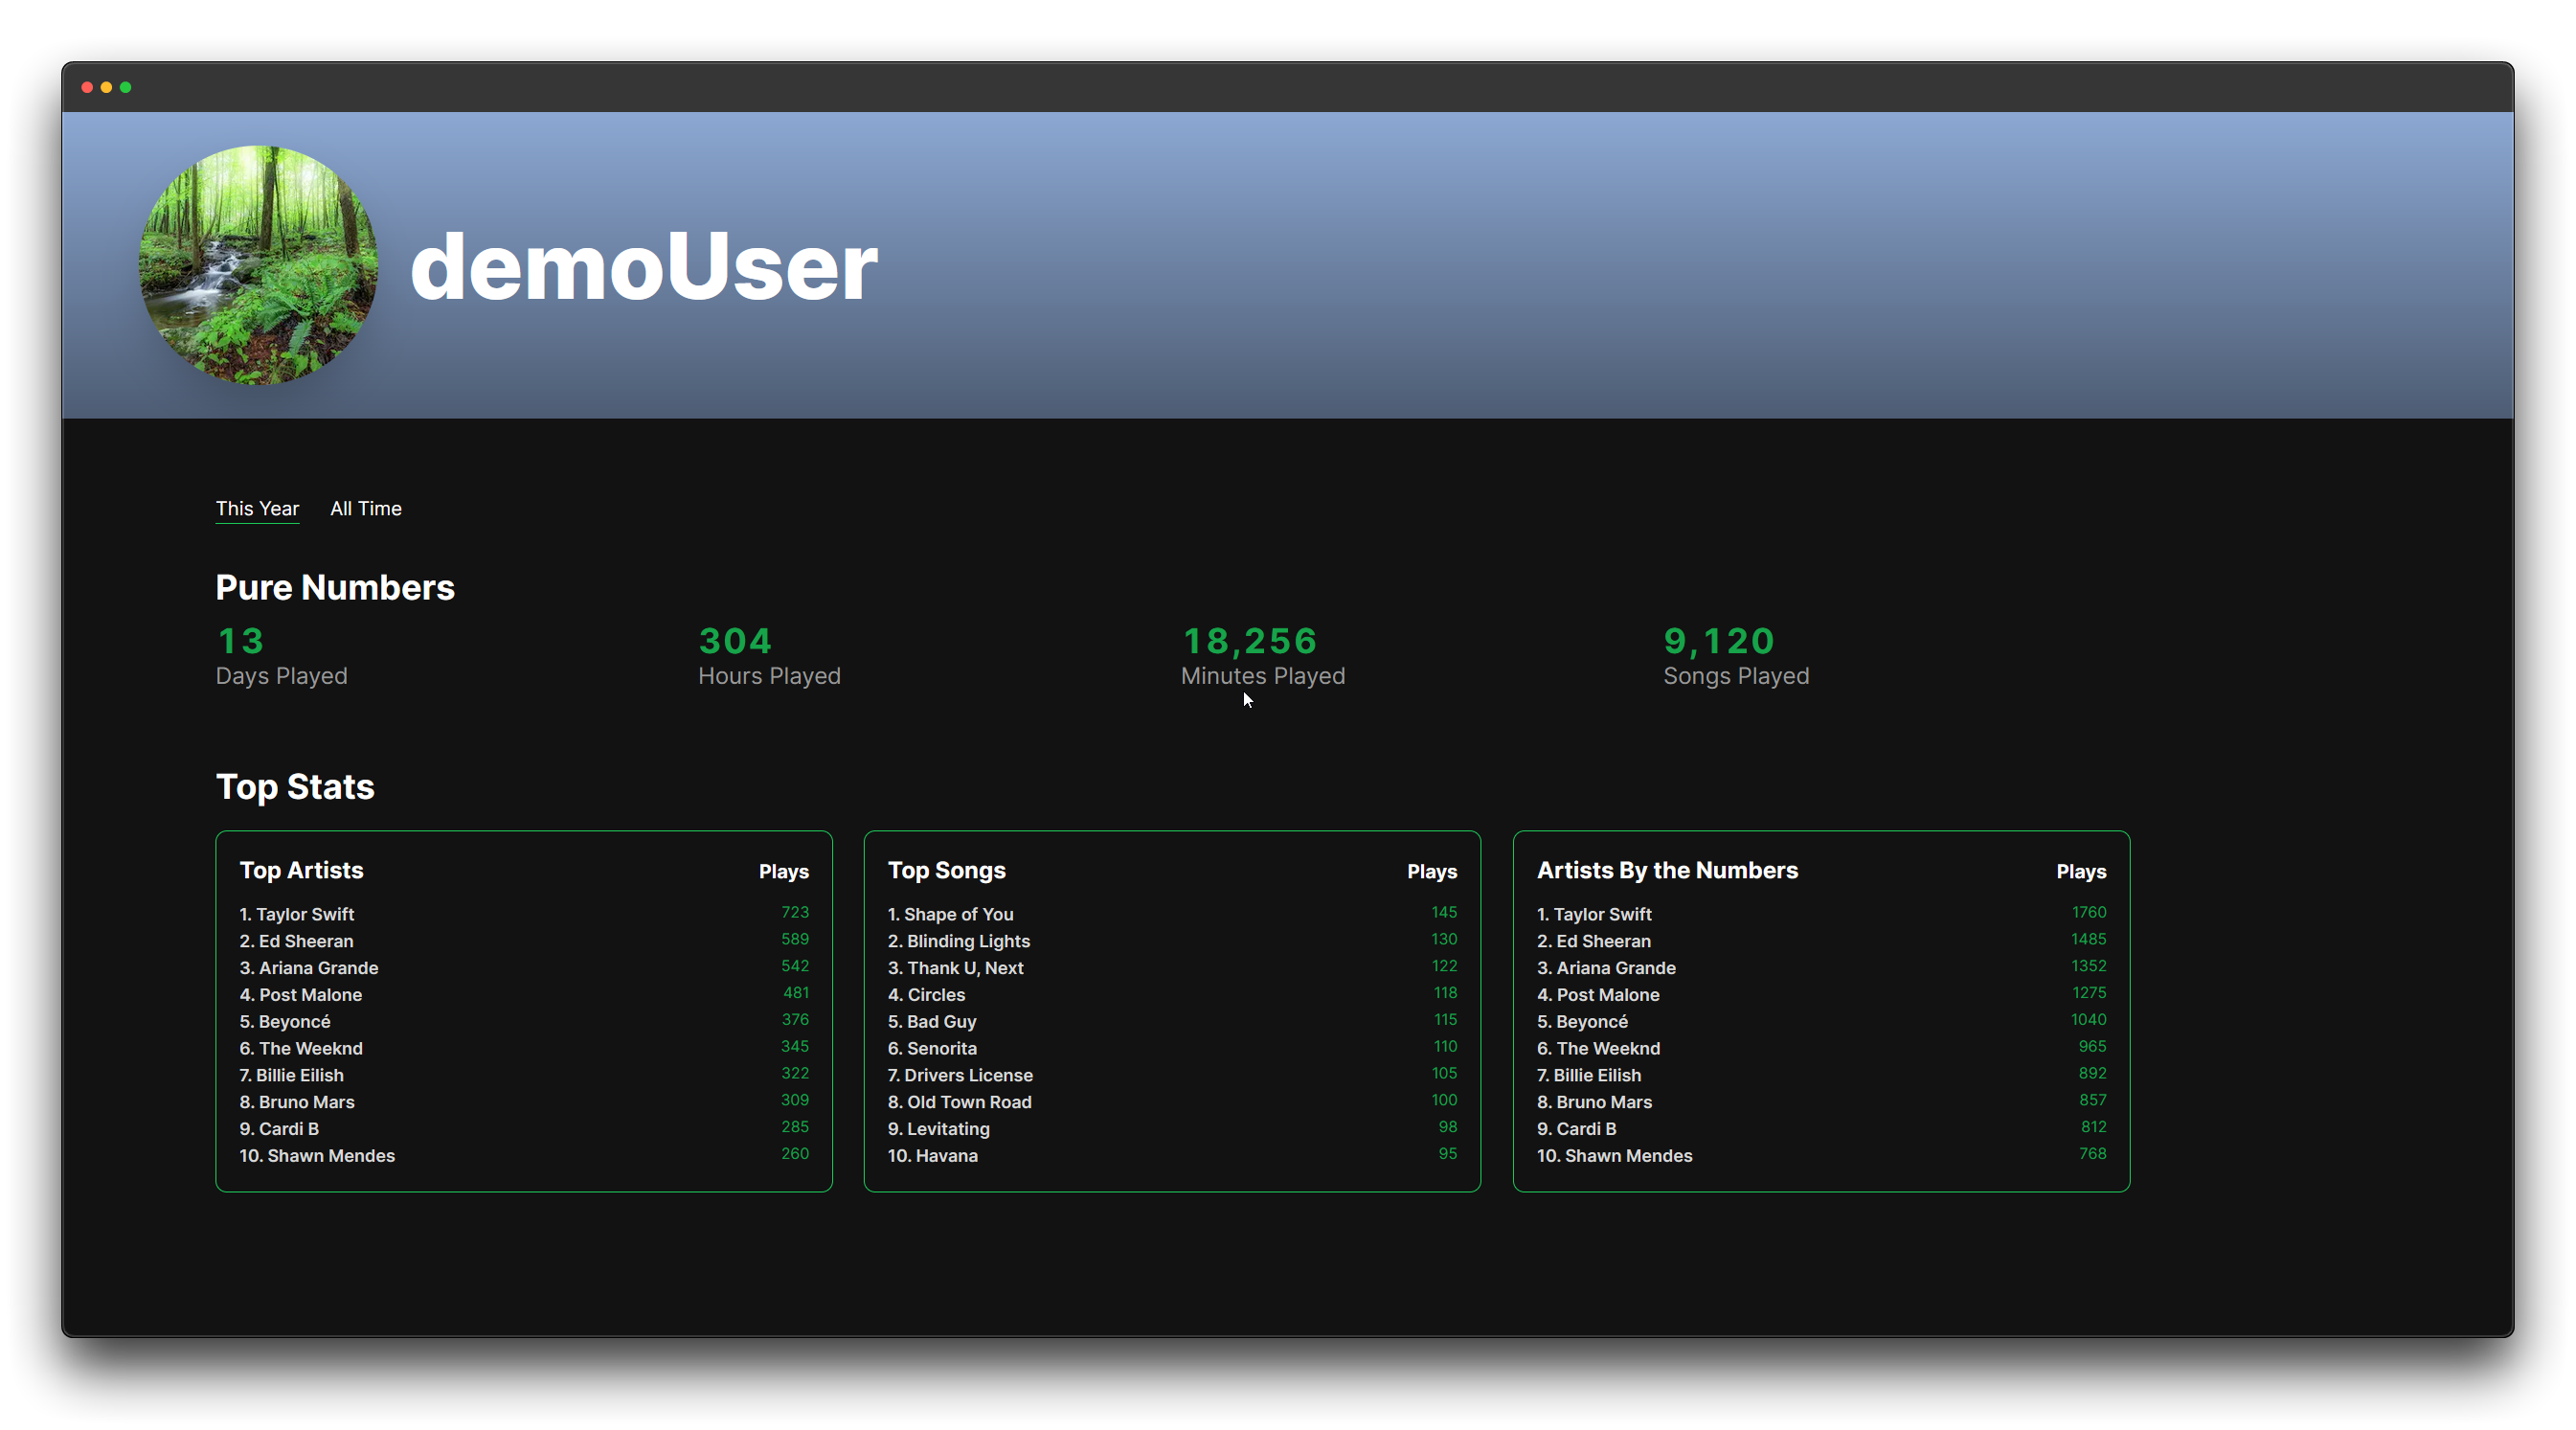 demoUser
This Year All Time
Pure Numbers
13 304 18,256 9,120
Days Played Hours Played Minutes Played Songs Played
Top Stats
Top Artists Plays
1. Taylor Swift 723
2. Ed Sheeran 589
3. Ariana Grande 542
4. Post Malone 481
5. Beyoncé 376
6. The Weeknd 345
7. Billie Eilish 322
8. Bruno Mars 309
9. Cardi B 285
10. Shawn Mendes 260
Top Songs Plays
1. Shape of You 145
2. Blinding Lights 130
3. Thank U, Next 122
4. Circles 118
5. Bad Guy 115
6. Senorita 110
7. Drivers License 105
8. Old Town Road 100
9. Levitating 98
10. Havana 95
Artists By the Numbers Plays
1. Taylor Swift 1760
2. Ed Sheeran 1485
3. Ariana Grande 1352
4. Post Malone 1275
5. Beyoncé 1040
6. The Weeknd 965
7. Billie Eilish 892
8. Bruno Mars 857
9. Cardi B 812
10. Shawn Mendes 768